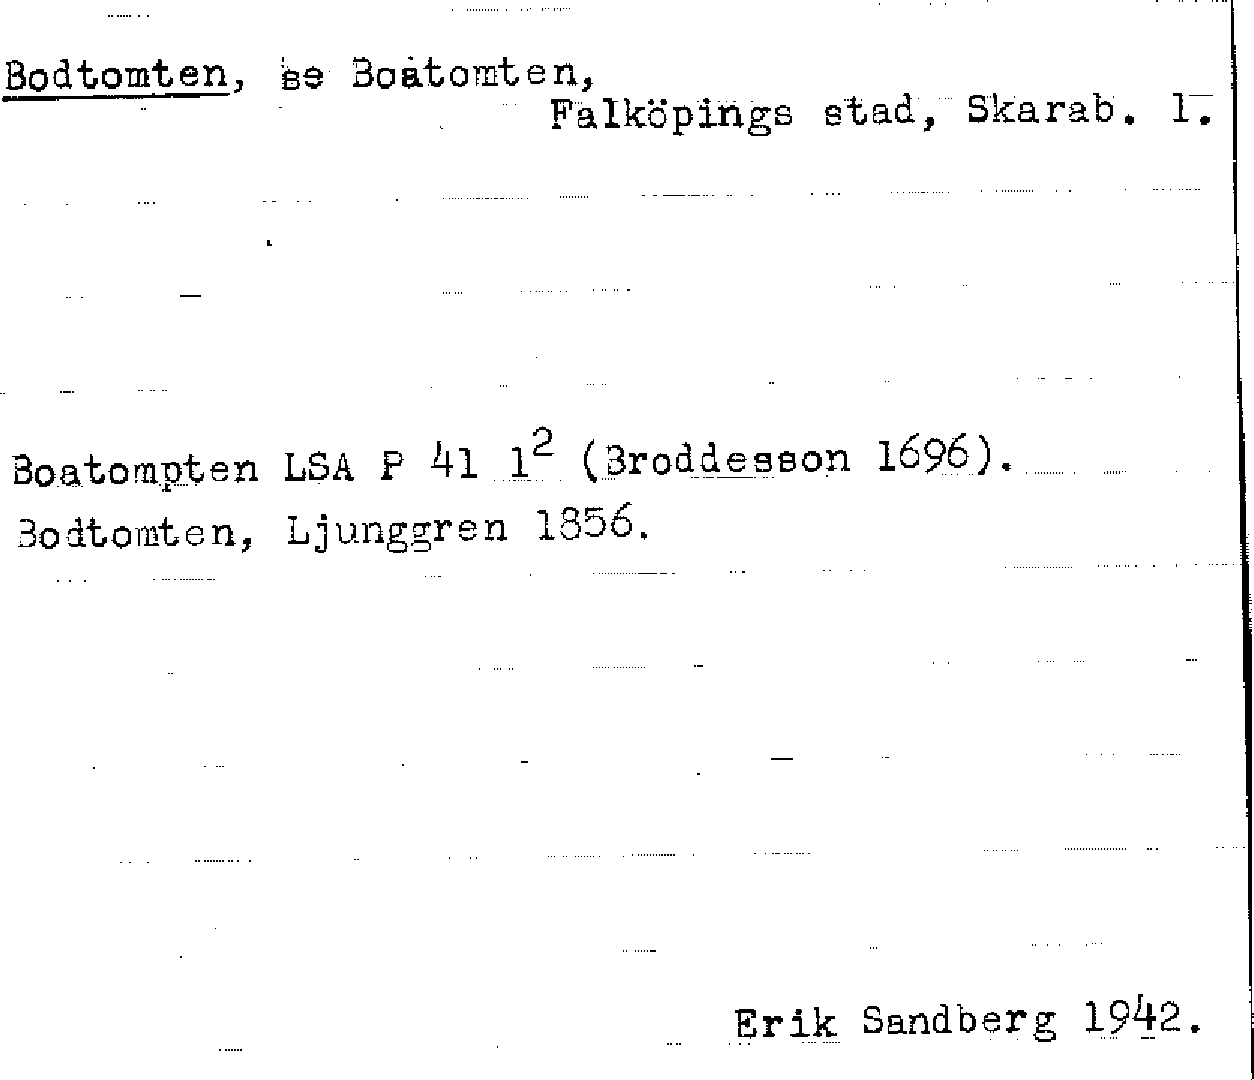 Bodtomten, se Boatomten,
Falköpings stad, Skarab. l.
Boatompten LSA P 41 1² (Broddesson 1696).
Bodtomten, Ljunggren 1856.
Erik Sandberg 1942.